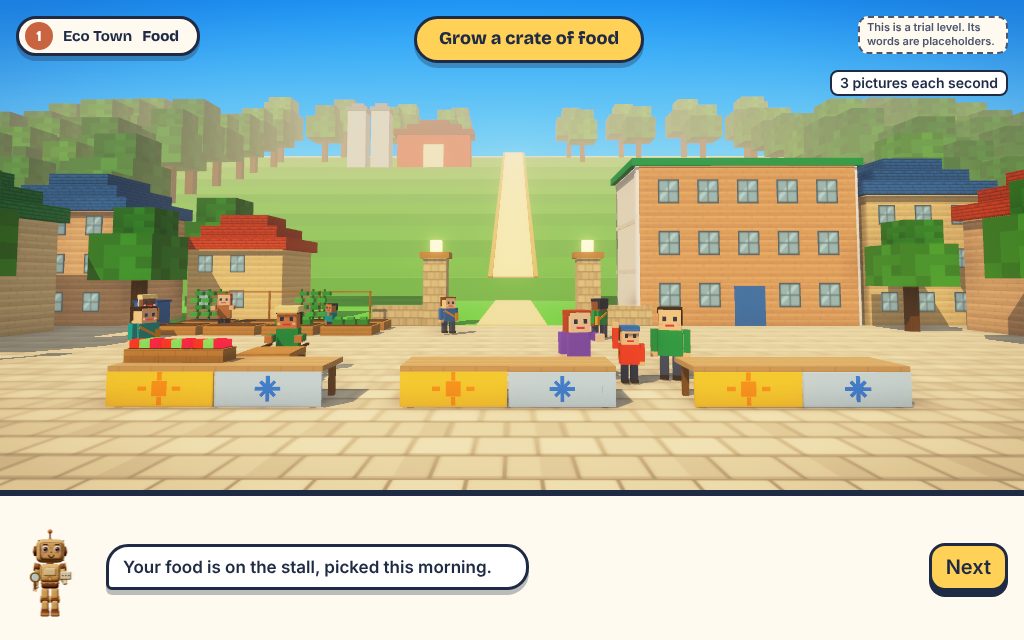 1 Eco Town Food
Grow a crate of food
This is a trial level. Its
words are placeholders.
3 pictures each second
Your food is on the stall, picked this morning.
Next